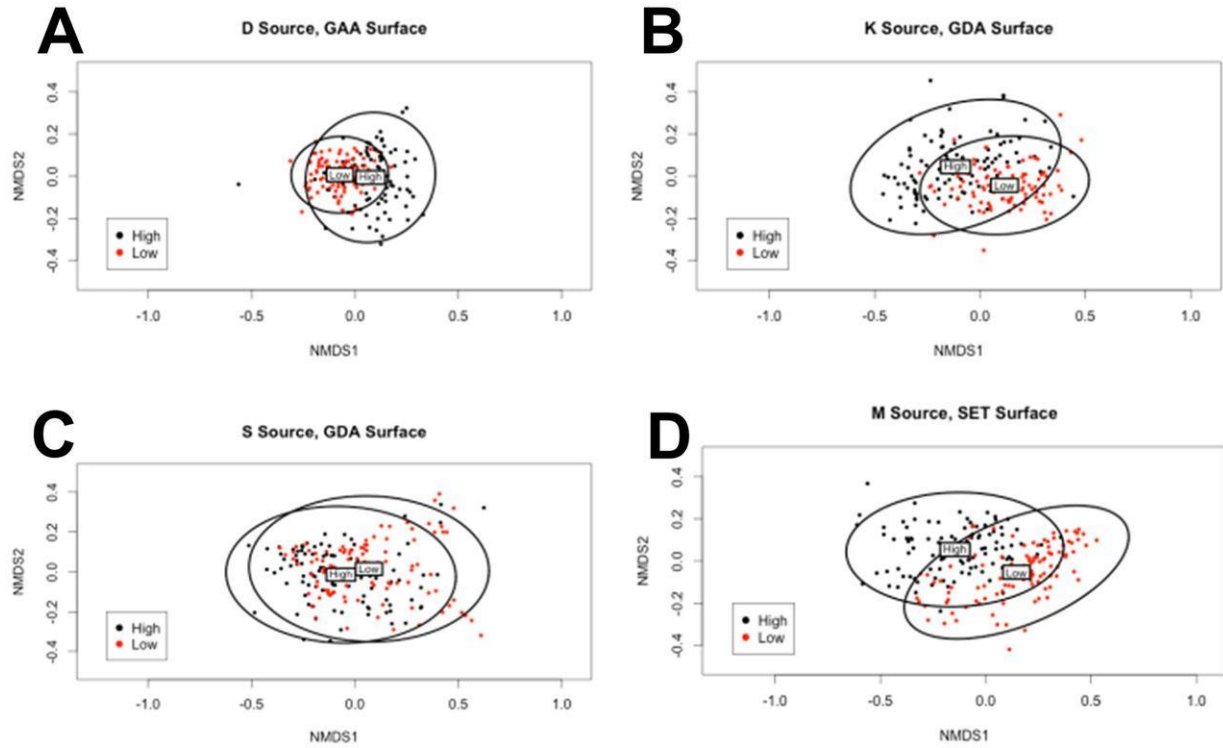 A
D Source, GAA Surface
NMDS2
0.4
0.2
0.0
-0.2
-0.4
Low
High
High
Low
-1.0 -0.5 0.0 0.5 1.0
NMDS1
B
K Source, GDA Surface
NMDS2
0.4
0.2
0.0
-0.2
-0.4
High
Low
High
Low
-1.0 -0.5 0.0 0.5 1.0
NMDS1
C
S Source, GDA Surface
NMDS2
0.4
0.2
0.0
-0.2
-0.4
High
Low
High
Low
-1.0 -0.5 0.0 0.5 1.0
NMDS1
D
M Source, SET Surface
NMDS2
0.4
0.2
0.0
-0.2
-0.4
High
Low
High
Low
-1.0 -0.5 0.0 0.5 1.0
NMDS1